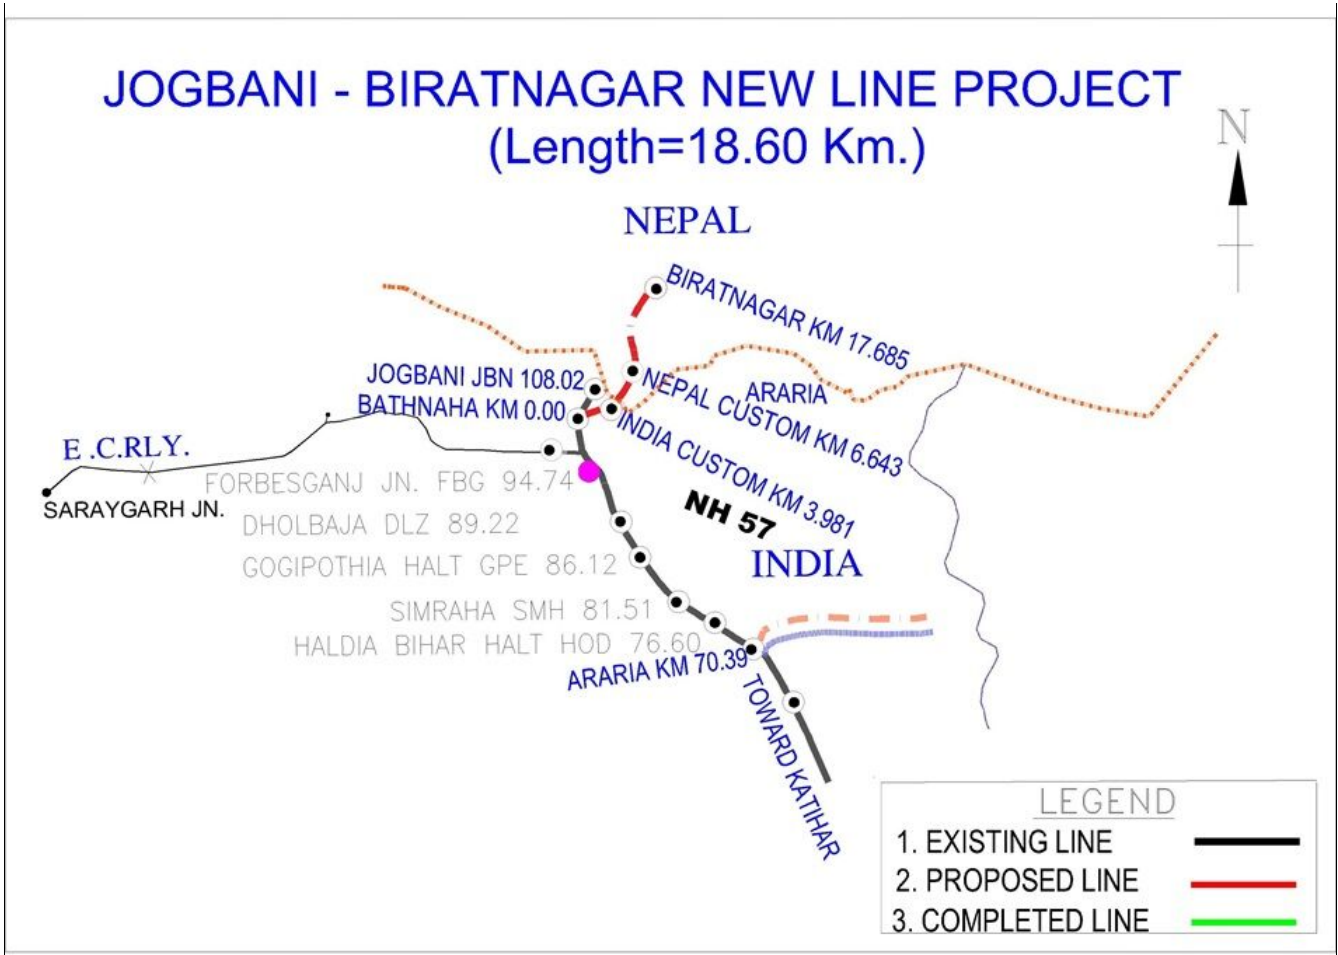 JOGBANI - BIRATNAGAR NEW LINE PROJECT
(Length=18.60 Km.)
N
NEPAL
BIRATNAGAR KM 17.685
JOGBANI JBN 108.02
BATHNAHA KM 0.00
ARARIA
NEPAL CUSTOM KM 6.643
INDIA CUSTOM KM 3.981
E .C.RLY.
SARAYGARH JN.
FORBESGANJ JN. FBG 94.74
NH 57
DHOLBAJA DLZ 89.22
GOGIPOTHIA HALT GPE 86.12
INDIA
SIMRAHA SMH 81.51
HALDIA BIHAR HALT HOD 76.60
ARARIA KM 70.39
TOWARD KATIHAR
LEGEND
1. EXISTING LINE
2. PROPOSED LINE
3. COMPLETED LINE